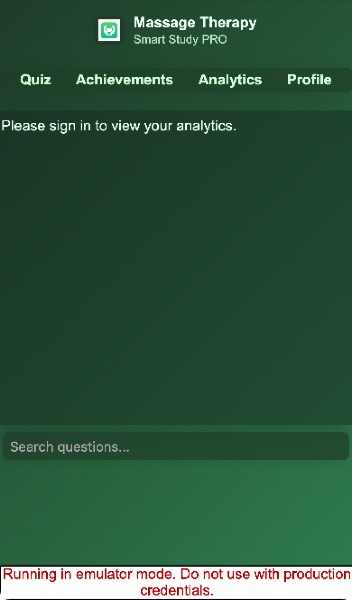 Massage Therapy
Smart Study PRO
Quiz Achievements Analytics Profile
Please sign in to view your analytics.
Search questions...
Running in emulator mode. Do not use with production
credentials.